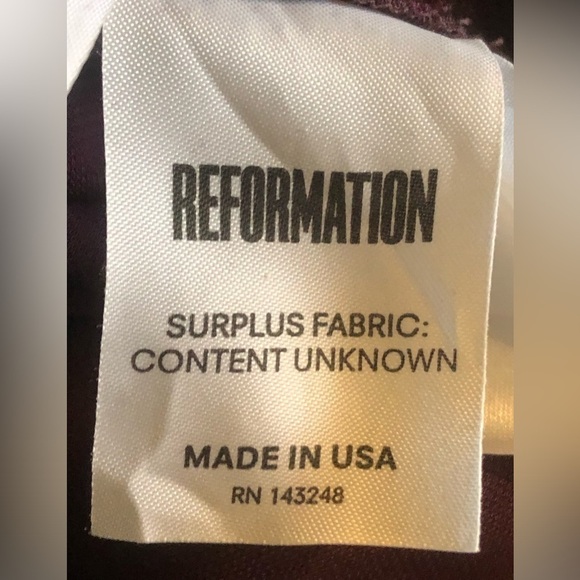 REFORMATION
SURPLUS FABRIC:
CONTENT UNKNOWN
MADE IN USA
RN 143248